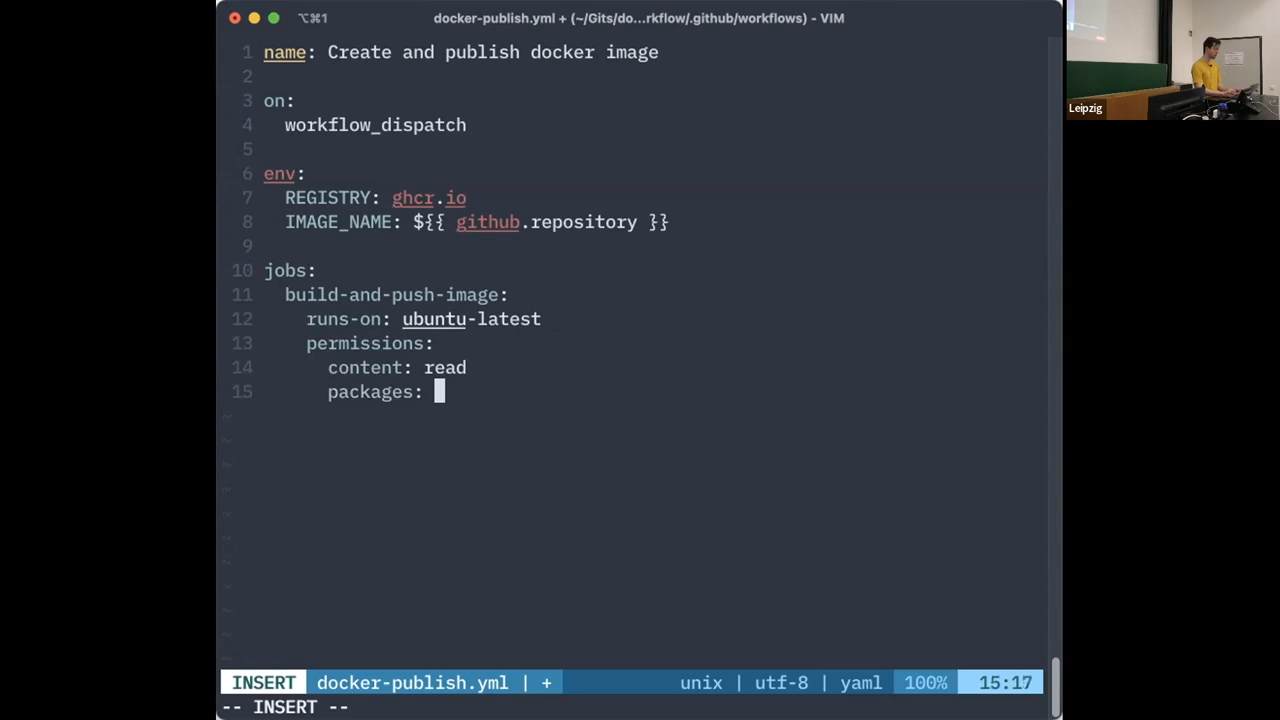 ⌥⌘1
docker-publish.yml + (~/Gits/do...rkflow/.github/workflows) - VIM
1 name: Create and publish docker image
2
3 on:
4   workflow_dispatch
5
6 env:
7   REGISTRY: ghcr.io
8   IMAGE_NAME: ${{ github.repository }}
9
10 jobs:
11   build-and-push-image:
12     runs-on: ubuntu-latest
13     permissions:
14       content: read
15       packages:
~
~
~
~
~
~
~
~
~
~
~
INSERT docker-publish.yml | + unix | utf-8 | yaml 100% 15:17
-- INSERT --
Leipzig